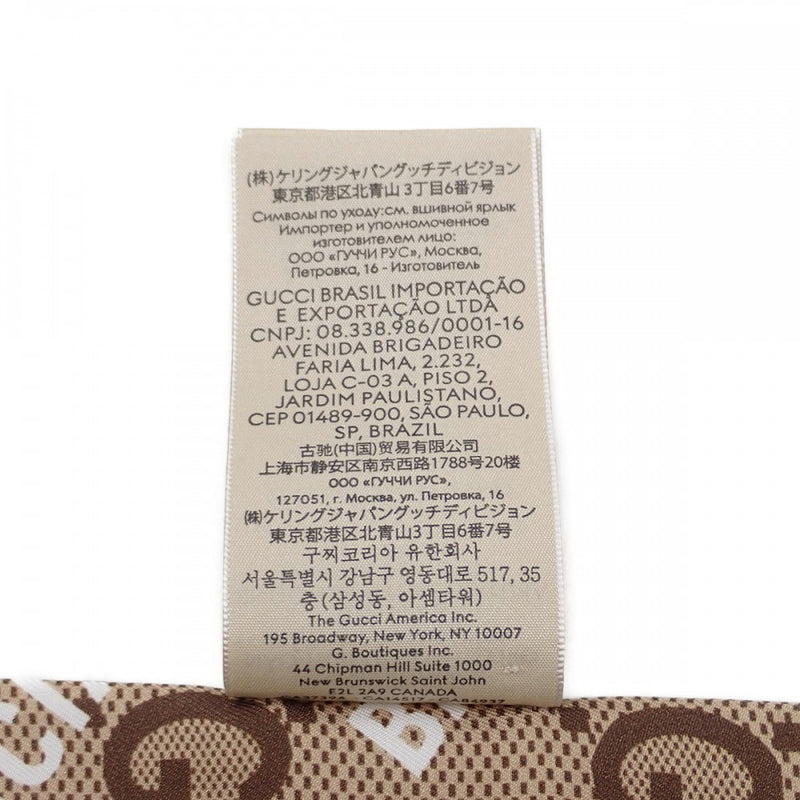 (株)ケリングジャパングッチディビジョン
東京都港区北青山 3丁目6番7号
Символы по уходу:см. вшивной ярлык
Импортер и уполномоченное
изготовителем лицо:
ООО «ГУЧЧИ РУС», Москва,
Петровка, 16 - Изготовитель
GUCCI BRASIL IMPORTAÇÃO
E EXPORTAÇÃO LTDA
CNPJ: 08.338.986/0001-16
AVENIDA BRIGADEIRO
FARIA LIMA, 2.232,
LOJA C-03 A, PISO 2,
JARDIM PAULISTANO,
CEP 01489-900, SÃO PAULO,
SP, BRAZIL
古驰(中国)贸易有限公司
上海市静安区南京西路1788号20楼
ООО «ГУЧЧИ РУС»,
127051, г. Москва, ул. Петровка, 16
(株)ケリングジャパングッチディビジョン
東京都港区北青山3丁目6番7号
구찌코리아 유한회사
서울특별시 강남구 영동대로 517, 35
층(삼성동, 아셈타워)
The Gucci America Inc.
195 Broadway, New York, NY 10007
G. Boutiques Inc.
44 Chipman Hill Suite 1000
New Brunswick Saint John
E2L 2A9 CANADA